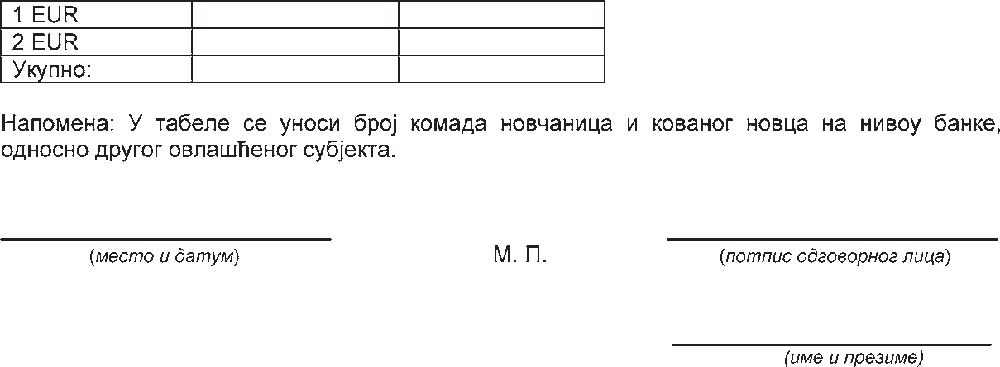 1 EUR
2 EUR
Укупно:
Напомена: У табеле се уноси број комада новчаница и кованог новца на нивоу банке,
односно другог овлашћеног субјекта.
(место и датум) М. П. (потпис одговорног лица)
(име и презиме)